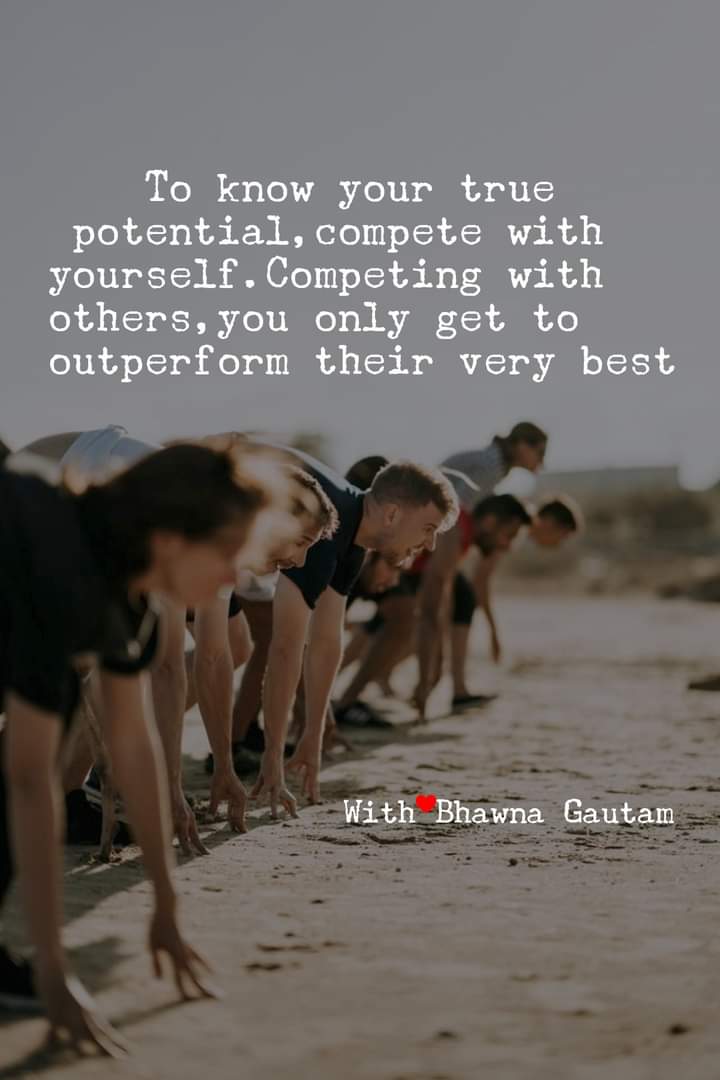 To know your true
potential,compete with
yourself.Competing with
others,you only get to
outperform their very best
With❤Bhawna Gautam